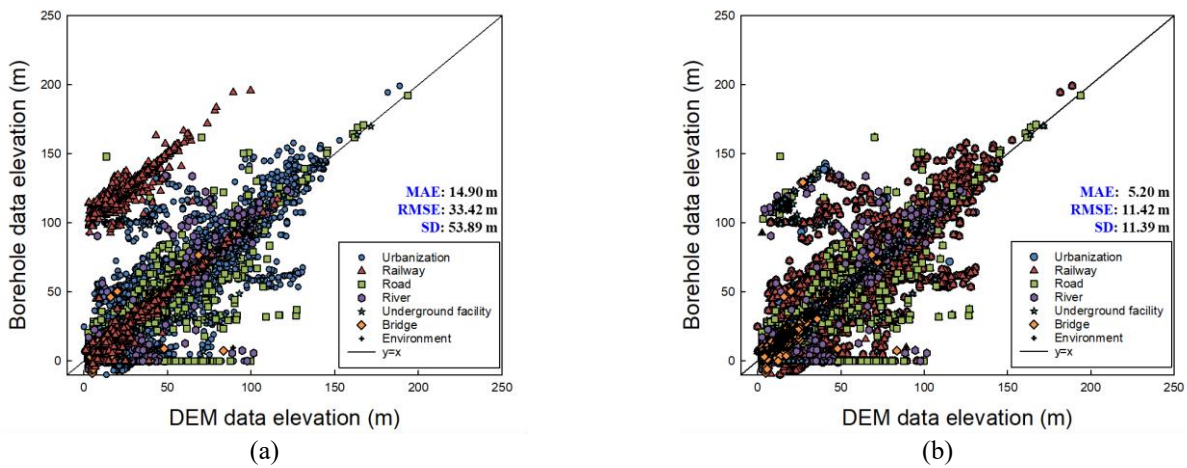 250
200
150
100
50
0
Borehole data elevation (m)
MAE: 14.90 m
RMSE: 33.42 m
SD: 53.89 m
Urbanization
Railway
Road
River
Underground facility
Bridge
Environment
y=x
0 50 100 150 200 250
DEM data elevation (m)
(a)
250
200
150
100
50
0
Borehole data elevation (m)
MAE: 5.20 m
RMSE: 11.42 m
SD: 11.39 m
Urbanization
Railway
Road
River
Underground facility
Bridge
Environment
y=x
0 50 100 150 200 250
DEM data elevation (m)
(b)